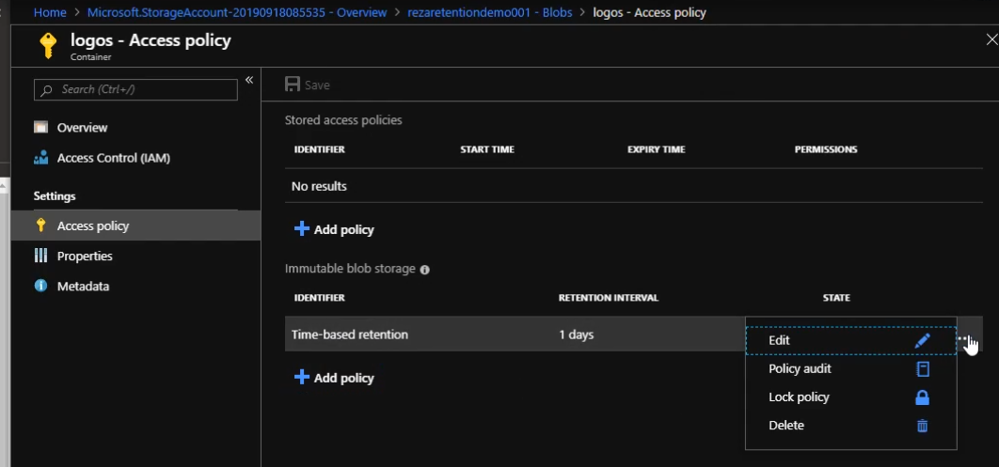 Home > Microsoft.StorageAccount-20190918085535 - Overview > rezaretentiondemo001 - Blobs > logos - Access policy
logos - Access policy
Container
Search (Ctrl+/)
«
Overview
Access Control (IAM)
Settings
Access policy
Properties
Metadata
Save
Stored access policies
IDENTIFIER START TIME EXPIRY TIME PERMISSIONS
No results
Add policy
Immutable blob storage
IDENTIFIER RETENTION INTERVAL STATE
Time-based retention 1 days
Add policy
Edit
Policy audit
Lock policy
Delete